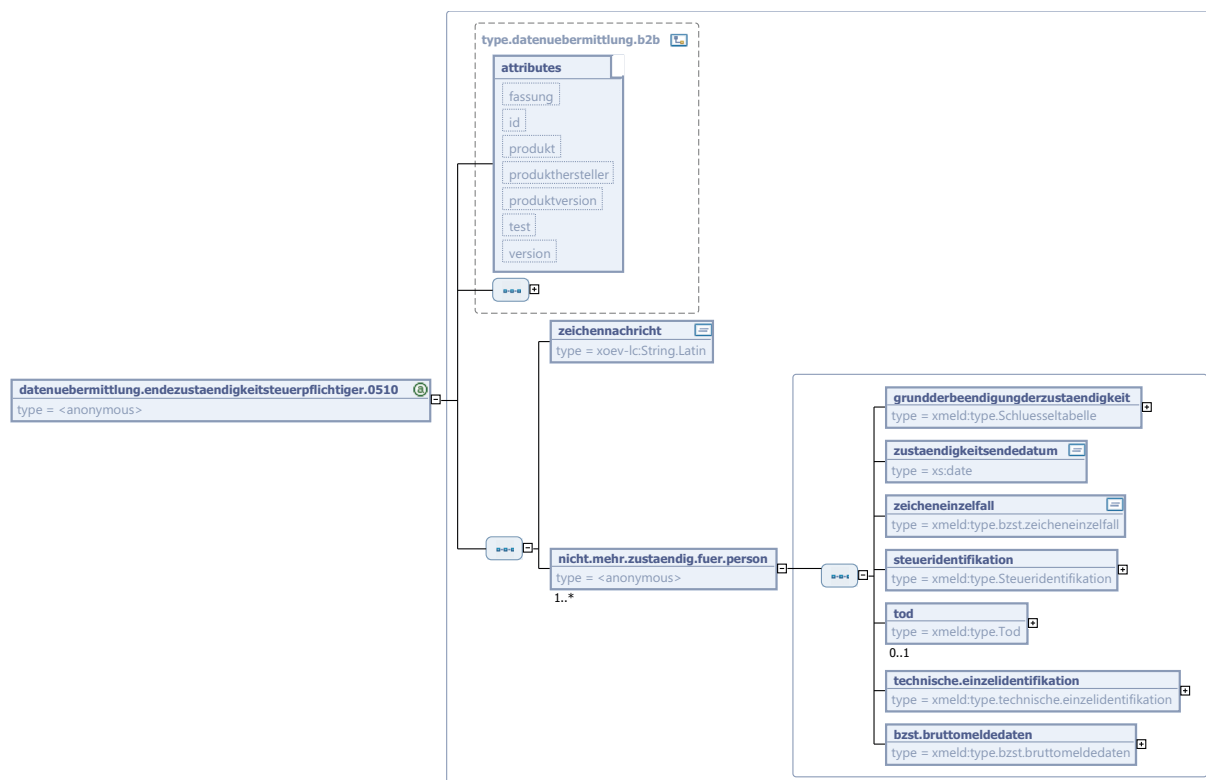 type.datenuebermittlung.b2b
attributes
fassung
id
produkt
produkthersteller
produktversion
test
version
zeichennachricht
type = xoev-lc:String.Latin
datenuebermittlung.endezustaendigkeitsteuerpflichtiger.0510
a
type = <anonymous>
nicht.mehr.zustaendig.fuer.person
type = <anonymous>
1..*
grundderbeendigungderzustaendigkeit
type = xmeld:type.Schluesseltabelle
zustaendigkeitsendedatum
type = xs:date
zeicheneinzelfall
type = xmeld:type.bzst.zeicheneinzelfall
steueridentifikation
type = xmeld:type.Steueridentifikation
tod
type = xmeld:type.Tod
0..1
technische.einzelidentifikation
type = xmeld:type.technische.einzelidentifikation
bzst.bruttomeldedaten
type = xmeld:type.bzst.bruttomeldedaten